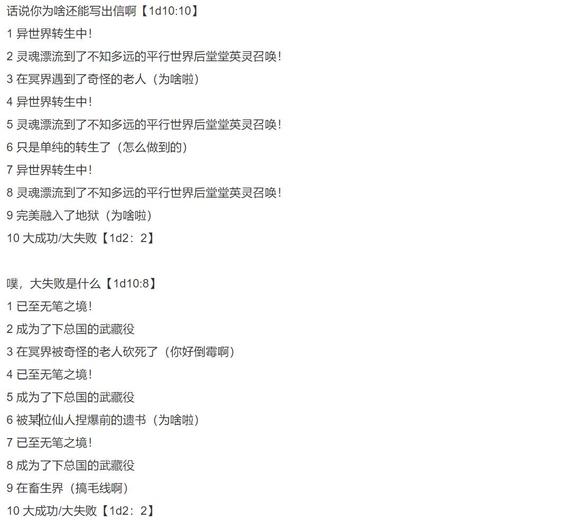 话说你为啥还能写出信啊【1d10:10】
1 异世界转生中！
2 灵魂漂流到了不知多远的平行世界后堂堂英灵召唤！
3 在冥界遇到了奇怪的老人（为啥啦）
4 异世界转生中！
5 灵魂漂流到了不知多远的平行世界后堂堂英灵召唤！
6 只是单纯的转生了（怎么做到的）
7 异世界转生中！
8 灵魂漂流到了不知多远的平行世界后堂堂英灵召唤！
9 完美融入了地狱（为啥啦）
10 大成功/大失败【1d2：2】
噗，大失败是什么【1d10:8】
1 已至无笔之境！
2 成为了下总国的武藏役
3 在冥界被奇怪的老人砍死了（你好倒霉啊）
4 已至无笔之境！
5 成为了下总国的武藏役
6 被某位仙人捏爆前的遗书（为啥啦）
7 已至无笔之境！
8 成为了下总国的武藏役
9 在畜生界（搞毛线啊）
10 大成功/大失败【1d2：2】